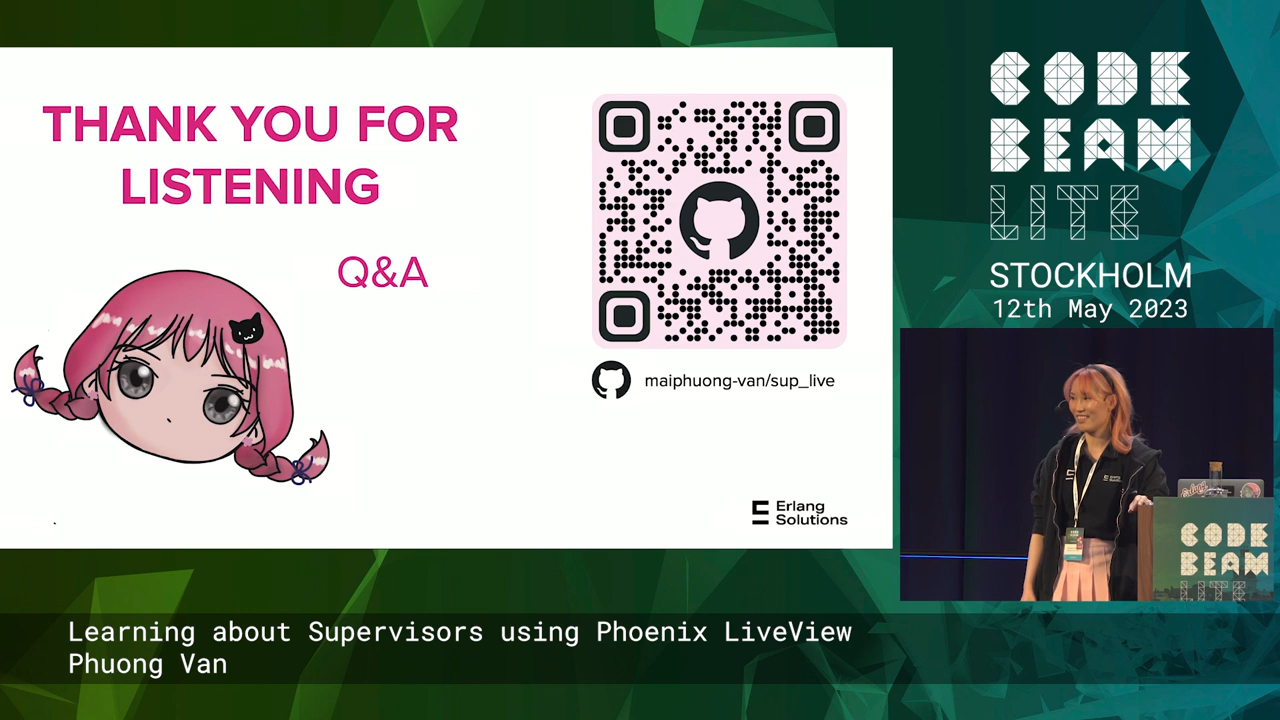 THANK YOU FOR
LISTENING
Q&A
maiphuong-van/sup_live
Erlang
Solutions
CODE
BEAM
LITE
STOCKHOLM
12th May 2023
CODE
BEAM
LITE
Learning about Supervisors using Phoenix LiveView
Phuong Van